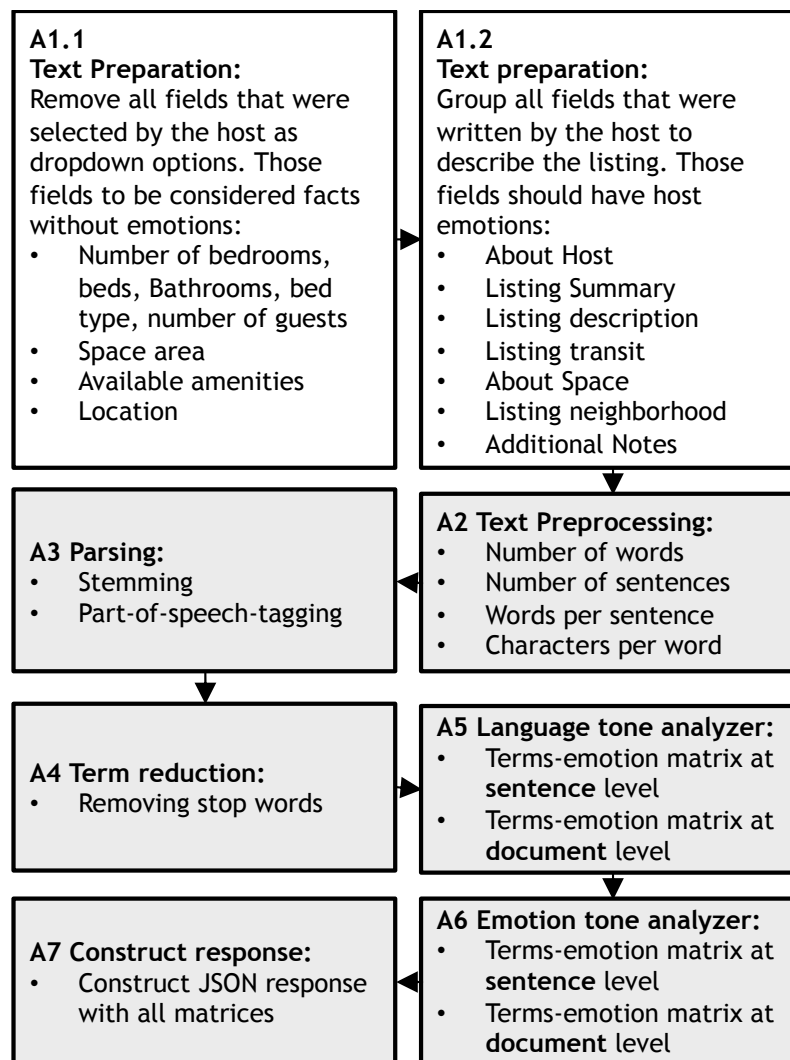 A1.1
Text Preparation:
Remove all fields that were
selected by the host as
dropdown options. Those
fields to be considered facts
without emotions:
• Number of bedrooms,
beds, Bathrooms, bed
type, number of guests
• Space area
• Available amenities
• Location
A1.2
Text preparation:
Group all fields that were
written by the host to
describe the listing. Those
fields should have host
emotions:
• About Host
• Listing Summary
• Listing description
• Listing transit
• About Space
• Listing neighborhood
• Additional Notes
A2 Text Preprocessing:
• Number of words
• Number of sentences
• Words per sentence
• Characters per word
A3 Parsing:
• Stemming
• Part-of-speech-tagging
A4 Term reduction:
• Removing stop words
A5 Language tone analyzer:
• Terms-emotion matrix at
sentence level
• Terms-emotion matrix at
document level
A6 Emotion tone analyzer:
• Terms-emotion matrix at
sentence level
• Terms-emotion matrix at
document level
A7 Construct response:
• Construct JSON response
with all matrices